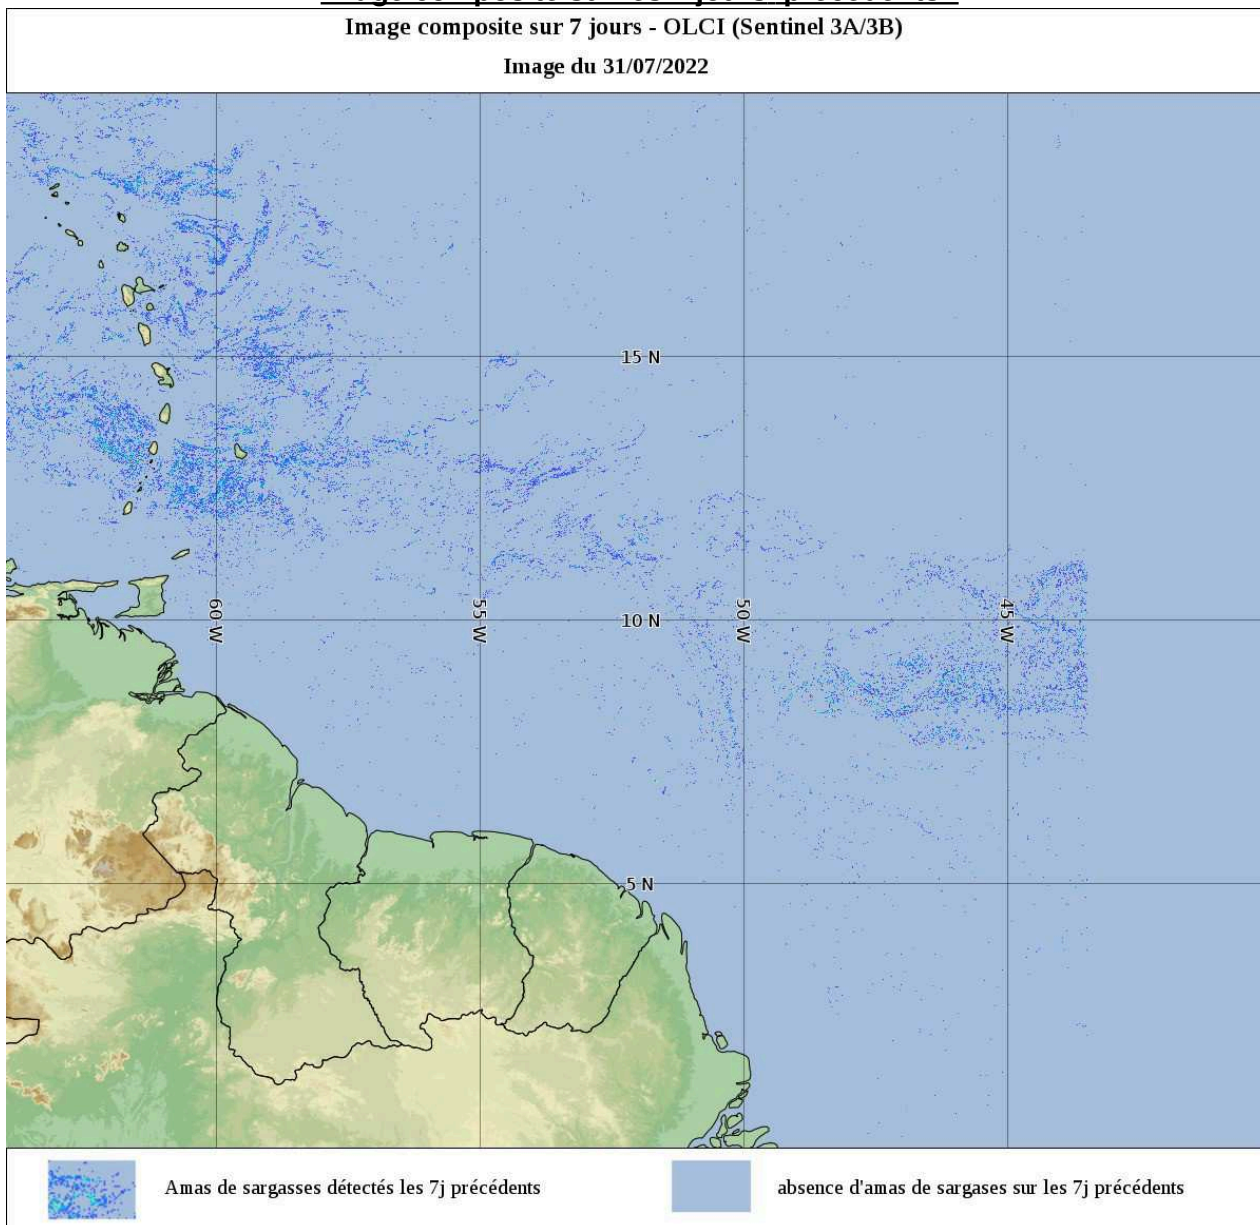 Image composite sur 7 jours - OLCI (Sentinel 3A/3B)
Image du 31/07/2022
15 N
60 W
55 W
10 N
50 W
45 W
5 N
Amas de sargasses détectés les 7j précédents
absence d'amas de sargases sur les 7j précédents